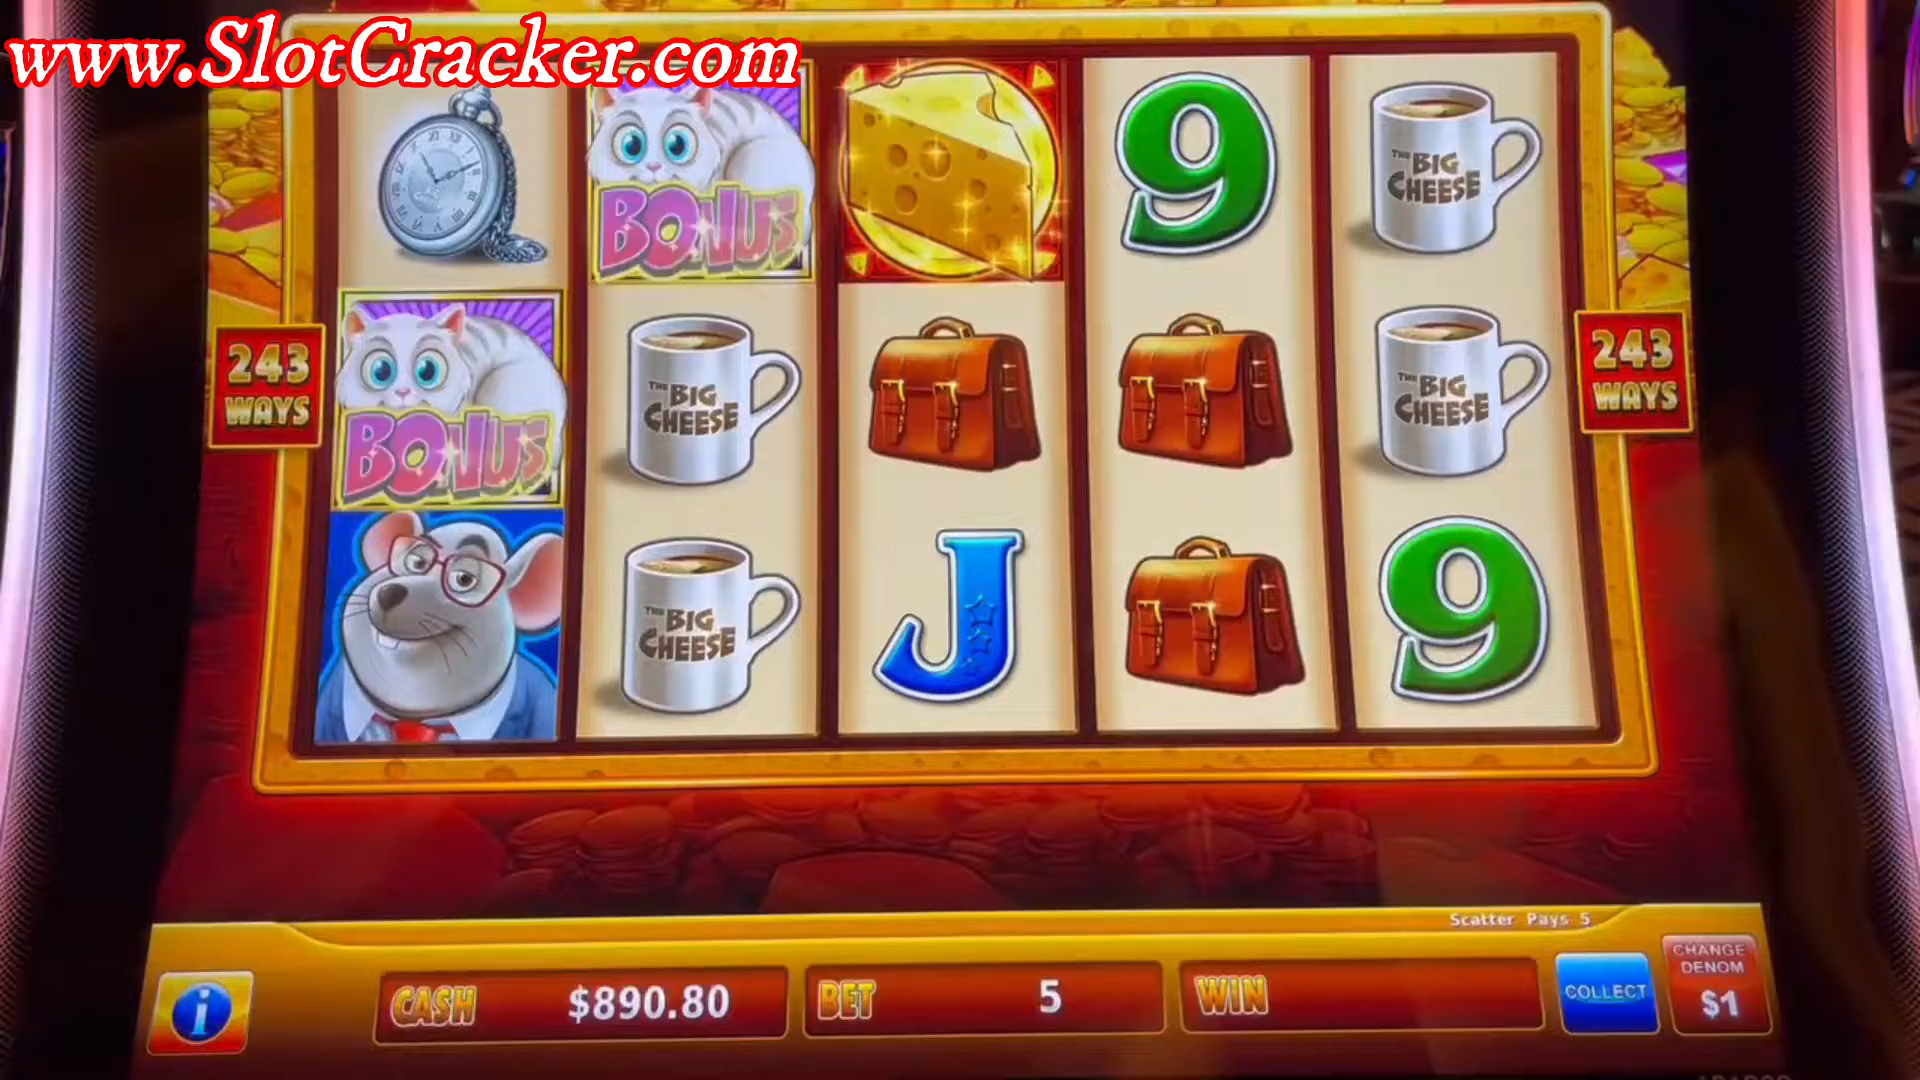 www.SlotCracker.com
BONUS
9
THE BIG CHEESE
243 WAYS
BONUS
THE BIG CHEESE
THE BIG CHEESE
243 WAYS
THE BIG CHEESE
J
9
Scatter Pays 5
i
CASH $890.80
BET 5
WIN
COLLECT
CHANGE DENOM $1